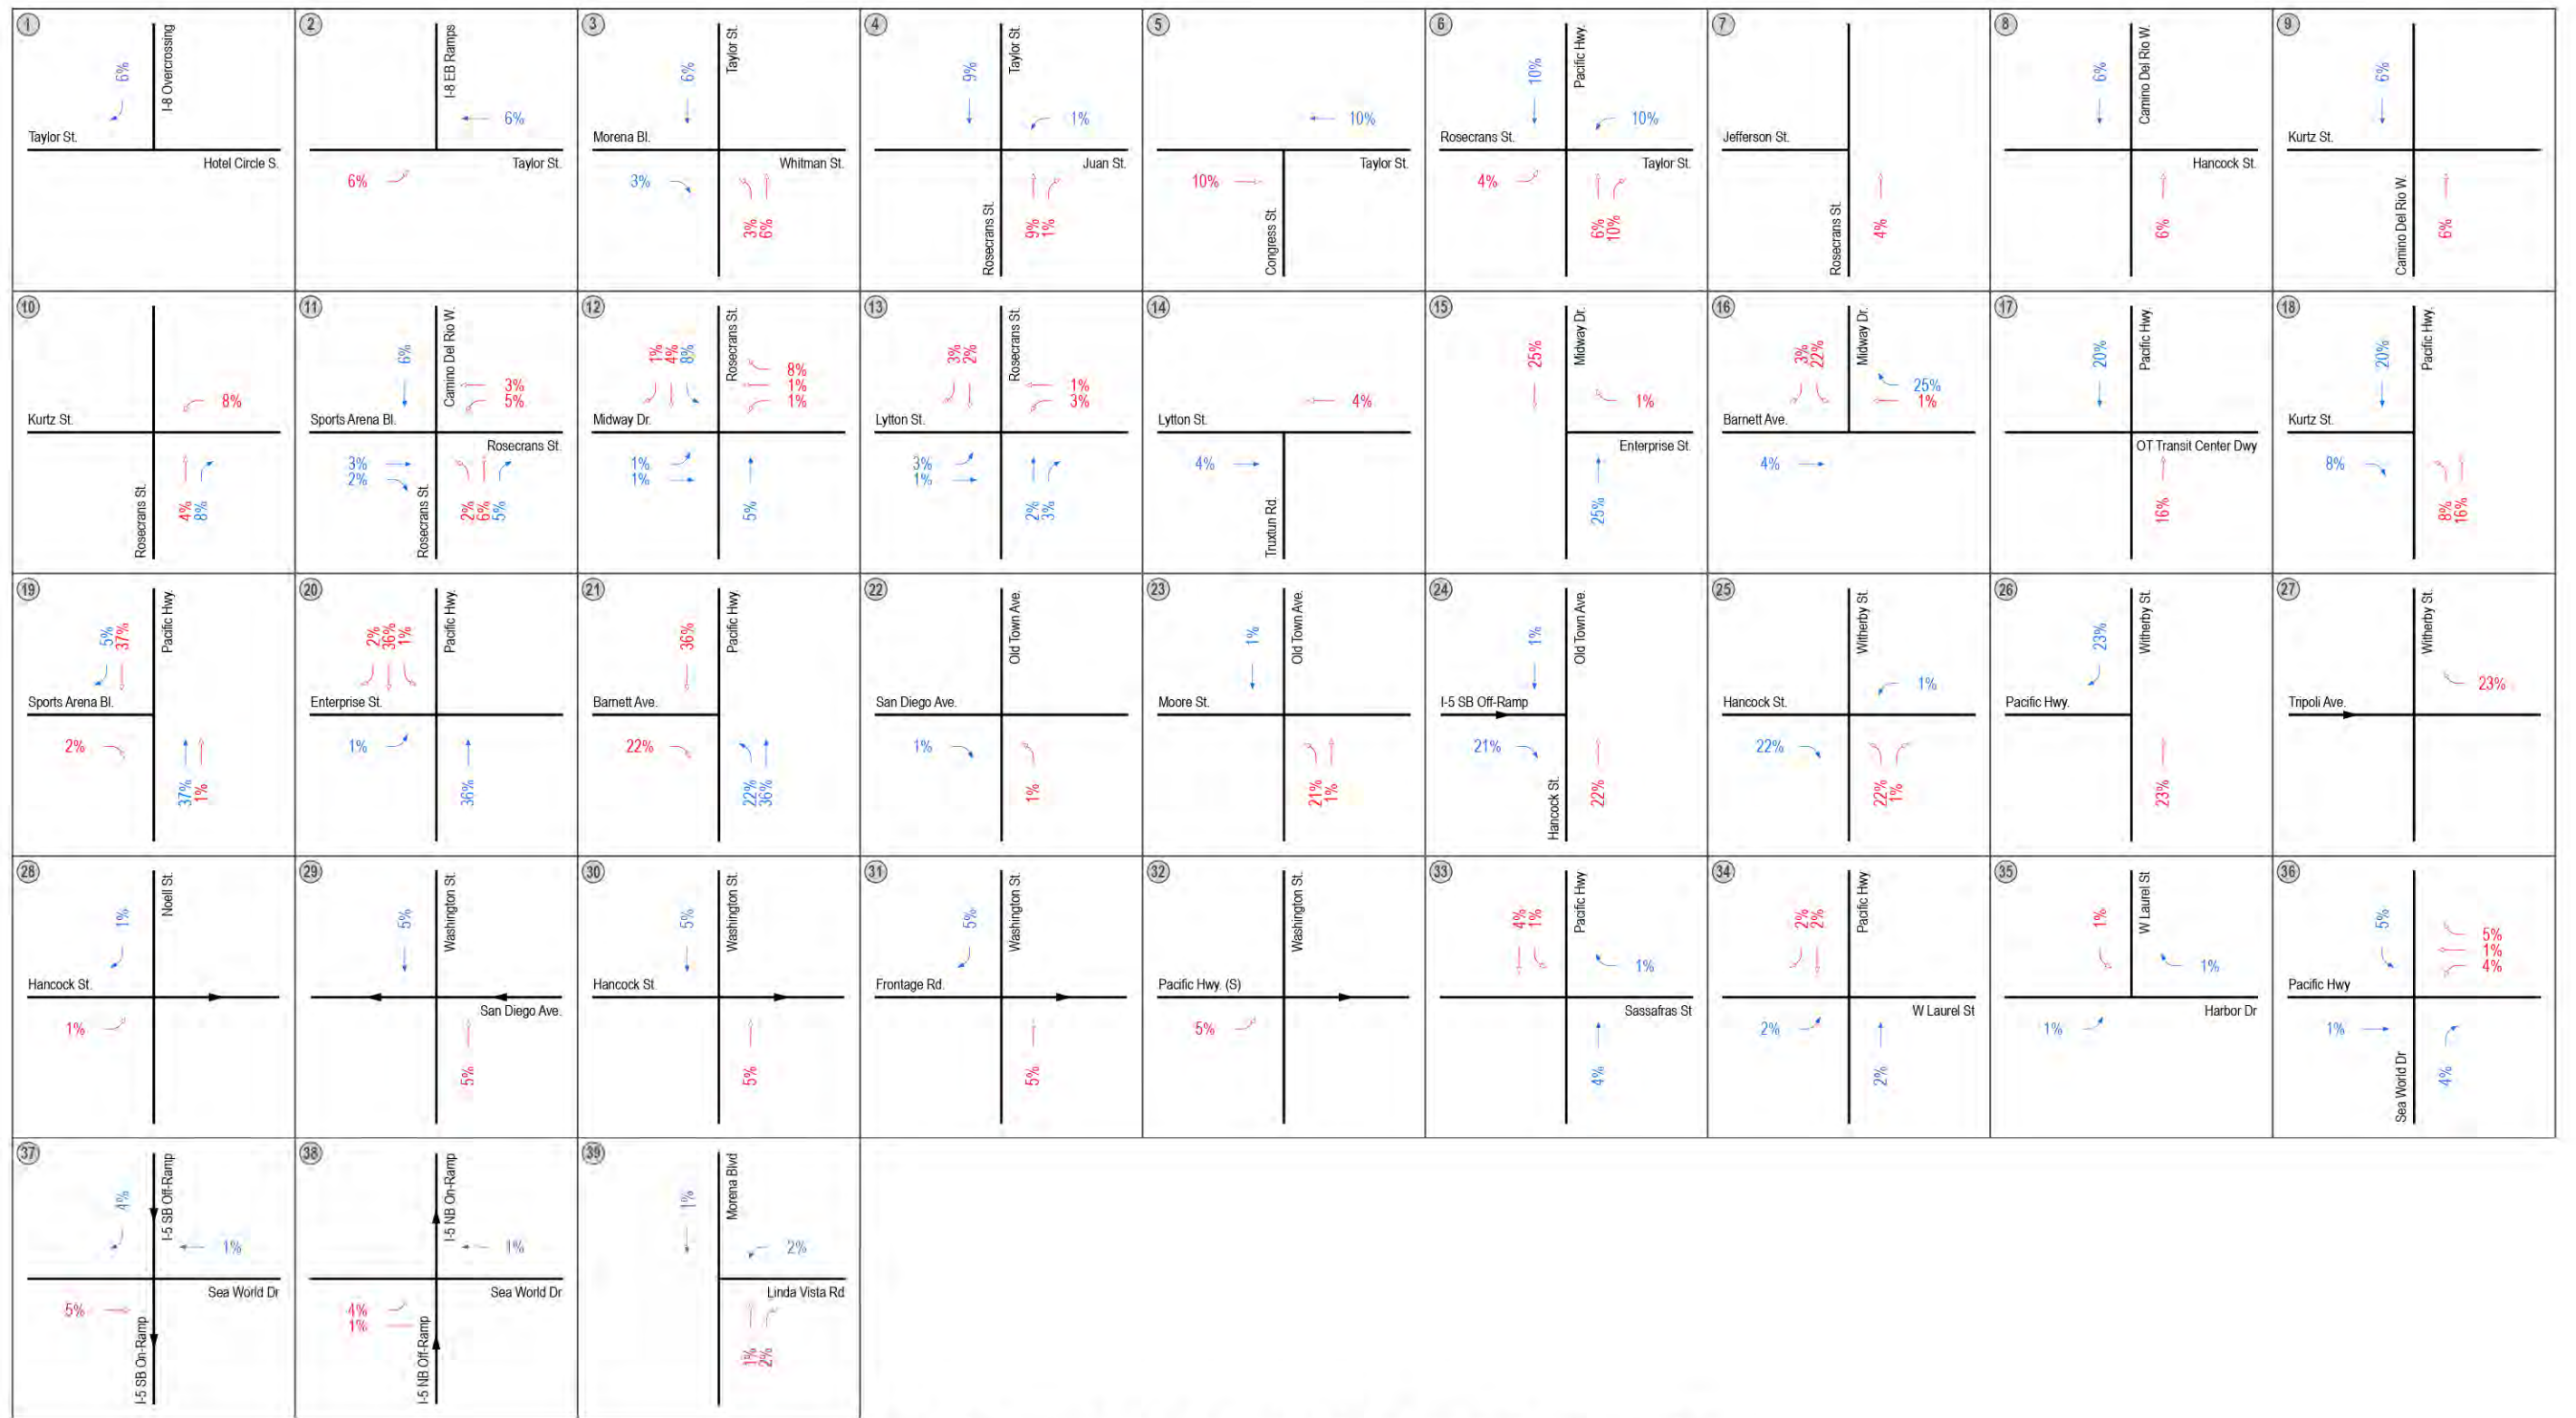 1
I-8 Overcrossing
6%
Taylor St.
Hotel Circle S.
2
I-8 EB Ramps
6%
Taylor St.
6%
3
Taylor St.
6%
Morena Bl.
Whitman St.
3%
3%
6%
4
Taylor St.
9%
1%
Juan St.
Rosecrans St.
9%
1%
5
10%
Taylor St.
10%
Congress St.
6
Pacific Hwy.
10%
10%
Rosecrans St.
Taylor St.
4%
6%
10%
7
Jefferson St.
Rosecrans St.
4%
8
Camino Del Rio W.
6%
Hancock St.
6%
9
6%
Kurtz St.
Camino Del Rio W.
6%
10
8%
Kurtz St.
Rosecrans St.
4%
8%
11
Camino Del Rio W.
6%
3%
5%
Sports Arena Bl.
Rosecrans St.
3%
2%
Rosecrans St.
2%
6%
5%
12
Rosecrans St.
1%
4%
8%
8%
1%
1%
Midway Dr.
1%
1%
5%
13
Rosecrans St.
3%
2%
1%
3%
Lytton St.
3%
1%
2%
3%
14
4%
Lytton St.
4%
Truxtun Rd.
15
Midway Dr.
25%
1%
Enterprise St.
25%
16
Midway Dr.
3%
22%
25%
1%
Barnett Ave.
4%
17
Pacific Hwy.
20%
OT Transit Center Dwy
16%
18
Pacific Hwy.
20%
Kurtz St.
8%
8%
16%
19
Pacific Hwy.
5%
37%
Sports Arena Bl.
2%
37%
1%
20
Pacific Hwy.
2%
36%
1%
Enterprise St.
1%
36%
21
Pacific Hwy.
36%
Barnett Ave.
22%
22%
36%
22
Old Town Ave.
San Diego Ave.
1%
1%
23
Old Town Ave.
1%
Moore St.
21%
1%
24
Old Town Ave.
1%
I-5 SB Off-Ramp
21%
Hancock St.
22%
25
Witherby St.
1%
Hancock St.
22%
22%
1%
26
Witherby St.
23%
Pacific Hwy.
23%
27
Witherby St.
23%
Tripoli Ave.
28
Noell St.
1%
Hancock St.
1%
29
Washington St.
5%
San Diego Ave.
5%
30
Washington St.
5%
Hancock St.
5%
31
Washington St.
5%
Frontage Rd.
5%
32
Washington St.
Pacific Hwy. (S)
5%
33
Pacific Hwy
4%
1%
1%
Sassafras St
4%
34
Pacific Hwy
2%
2%
W Laurel St
2%
2%
35
W Laurel St
1%
1%
Harbor Dr
1%
36
5%
5%
1%
4%
Pacific Hwy
1%
Sea World Dr
4%
37
I-5 SB Off-Ramp
4%
1%
Sea World Dr
5%
I-5 SB On-Ramp
38
I-5 NB On-Ramp
1%
Sea World Dr
4%
1%
I-5 NB Off-Ramp
39
Morena Blvd
1%
2%
Linda Vista Rd
1%
2%